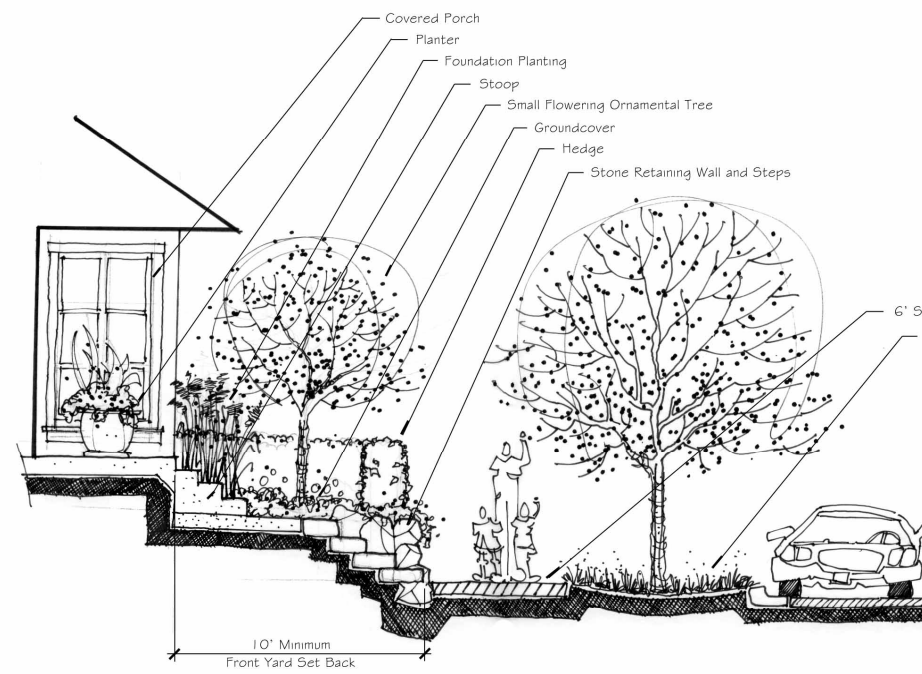 Covered Porch
Planter
Foundation Planting
Stoop
Small Flowering Ornamental Tree
Groundcover
Hedge
Stone Retaining Wall and Steps
6' S
10' Minimum
Front Yard Set Back